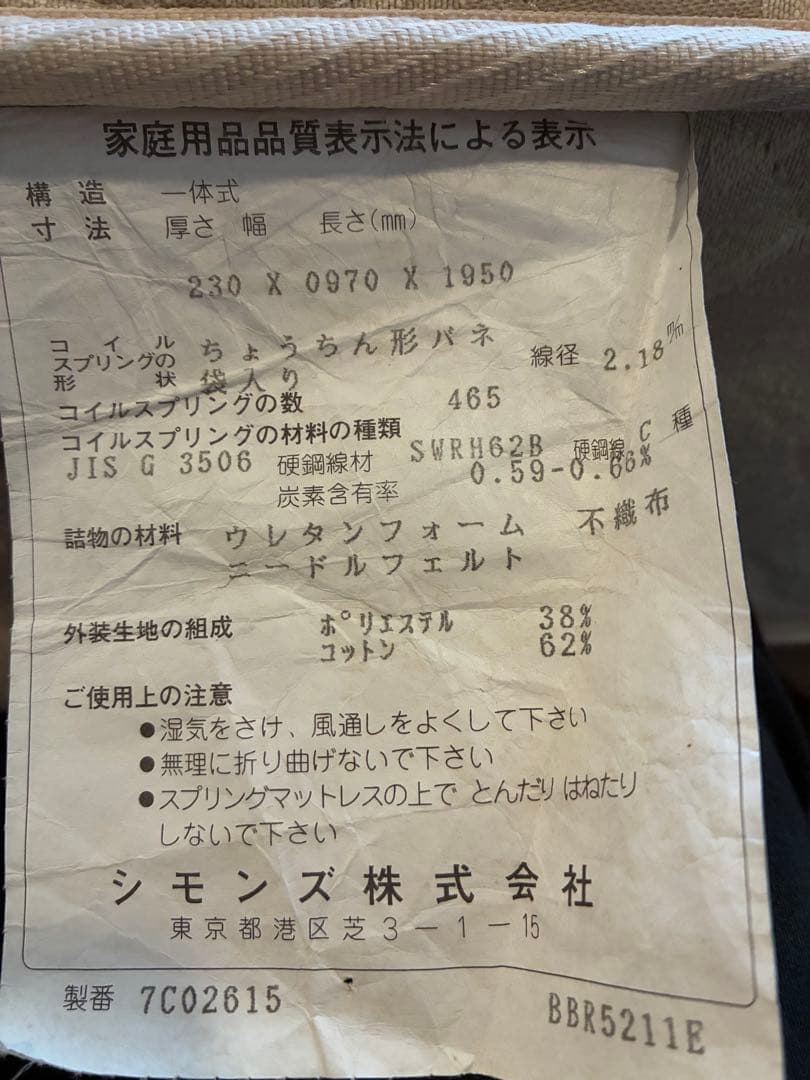 家庭用品品質表示法による表示
構造 一体式
寸法 厚さ 幅 長さ(mm)
230 X 0970 X 1950
コイルスプリングの形状 ちょうちん形バネ 袋入り 線径 2.18 m/m
コイルスプリングの数 465
コイルスプリングの材料の種類
JIS G 3506 硬鋼線材 SWRH62B 硬鋼線 C 種
炭素含有率 0.59-0.66%
詰物の材料 ウレタンフォーム 不織布
ニードルフェルト
外装生地の組成 ポリエステル 38%
コットン 62%
ご使用上の注意
●湿気をさけ、風通しをよくして下さい
●無理に折り曲げないで下さい
●スプリングマットレスの上で とんだり はねたり
しないで下さい
シモンズ株式会社
東京都港区芝3-1-15
製番 7C02615 BBR5211E